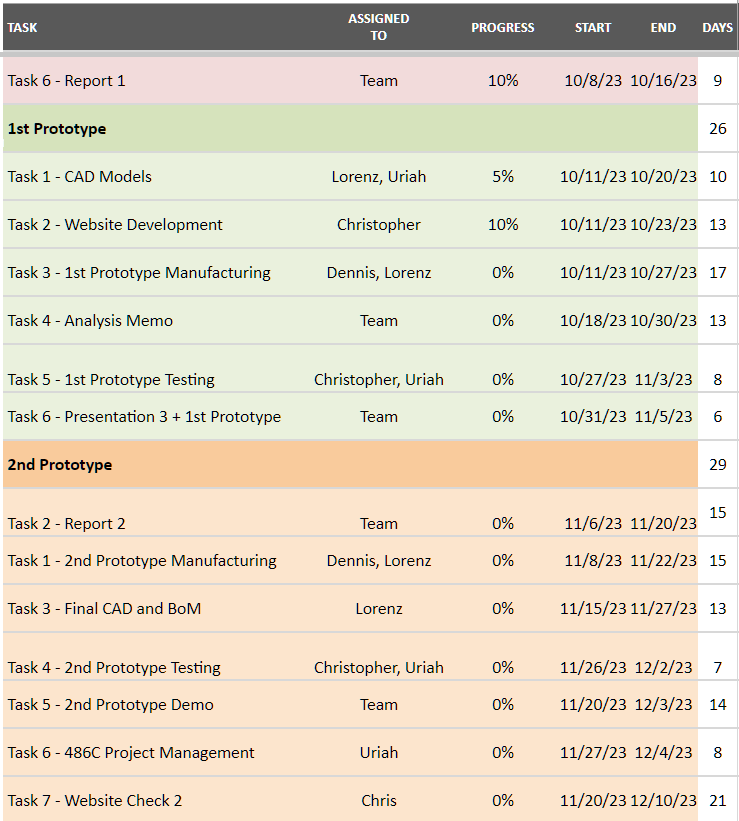 TASK ASSIGNED TO PROGRESS START END DAYS
Task 6 - Report 1 Team 10% 10/8/23 10/16/23 9
1st Prototype 26
Task 1 - CAD Models Lorenz, Uriah 5% 10/11/23 10/20/23 10
Task 2 - Website Development Christopher 10% 10/11/23 10/23/23 13
Task 3 - 1st Prototype Manufacturing Dennis, Lorenz 0% 10/11/23 10/27/23 17
Task 4 - Analysis Memo Team 0% 10/18/23 10/30/23 13
Task 5 - 1st Prototype Testing Christopher, Uriah 0% 10/27/23 11/3/23 8
Task 6 - Presentation 3 + 1st Prototype Team 0% 10/31/23 11/5/23 6
2nd Prototype 29
Task 2 - Report 2 Team 0% 11/6/23 11/20/23 15
Task 1 - 2nd Prototype Manufacturing Dennis, Lorenz 0% 11/8/23 11/22/23 15
Task 3 - Final CAD and BoM Lorenz 0% 11/15/23 11/27/23 13
Task 4 - 2nd Prototype Testing Christopher, Uriah 0% 11/26/23 12/2/23 7
Task 5 - 2nd Prototype Demo Team 0% 11/20/23 12/3/23 14
Task 6 - 486C Project Management Uriah 0% 11/27/23 12/4/23 8
Task 7 - Website Check 2 Chris 0% 11/20/23 12/10/23 21